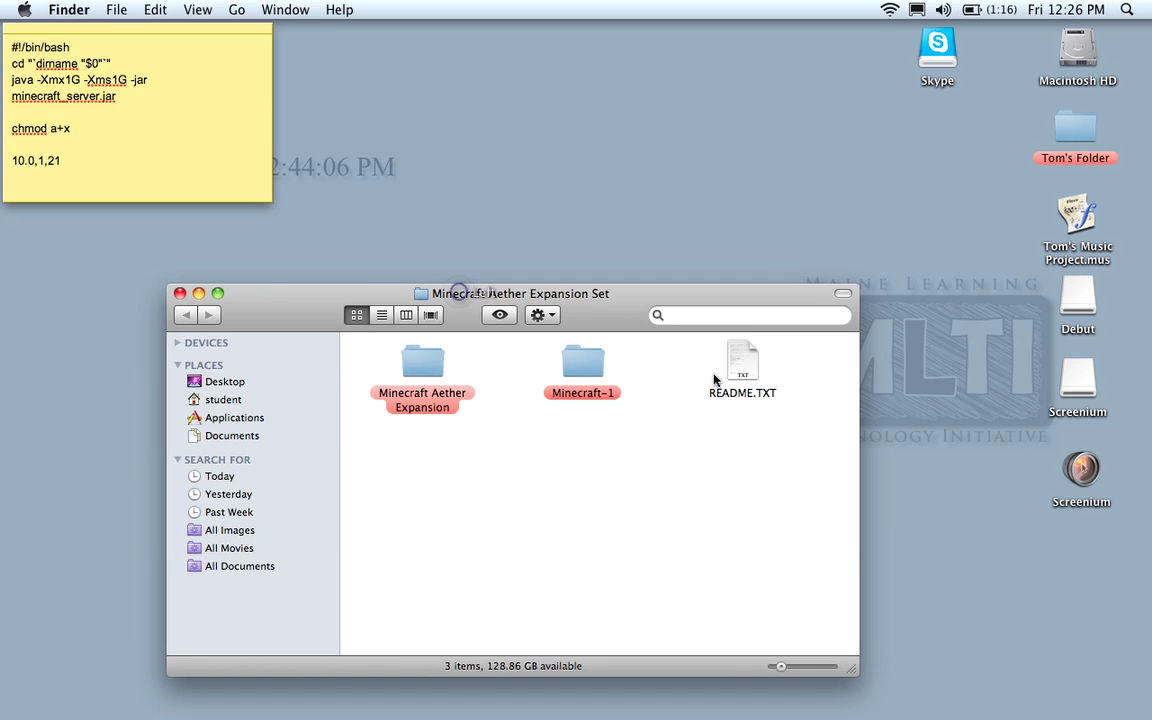 Finder File Edit View Go Window Help
(1:16) Fri 12:26 PM
#!/bin/bash
cd "`dirname "$0"`"
java -Xmx1G -Xms1G -jar
minecraft_server.jar
chmod a+x
10.0,1,21
2:44:06 PM
Skype
Macintosh HD
Tom's Folder
Tom's Music
Project.mus
MAINE LEARNING
MLTI
NOLOGY INITIATIVE
Debut
Screenium
Screenium
Minecraft Aether Expansion Set
DEVICES
PLACES
Desktop
student
Applications
Documents
SEARCH FOR
Today
Yesterday
Past Week
All Images
All Movies
All Documents
Minecraft Aether
Expansion
Minecraft-1
TXT
README.TXT
3 items, 128.86 GB available